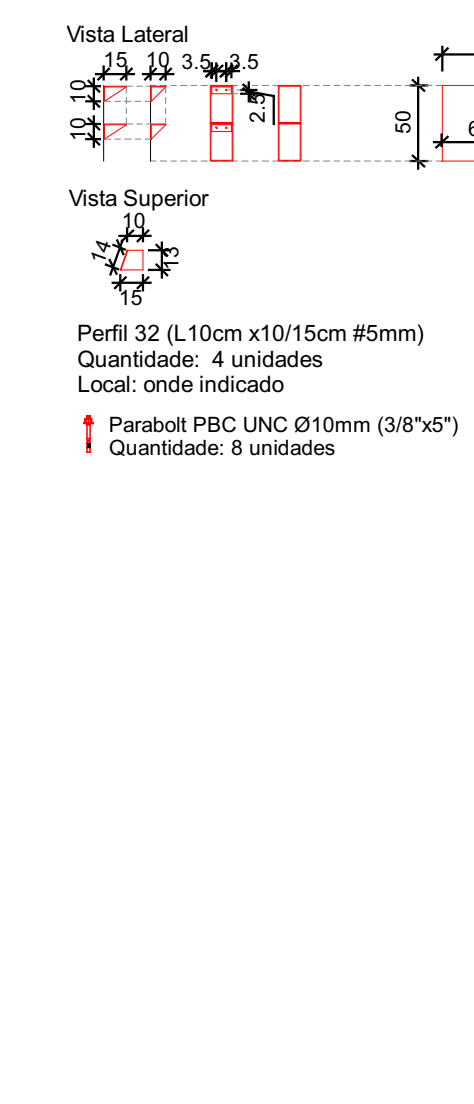 Vista Lateral
15 10 3.5 3.5
10
10
2.5
50
6
Vista Superior
10
14
13
15
Perfil 32 (L10cm x10/15cm #5mm)
Quantidade: 4 unidades
Local: onde indicado
Parabolt PBC UNC Ø10mm (3/8"x5")
Quantidade: 8 unidades